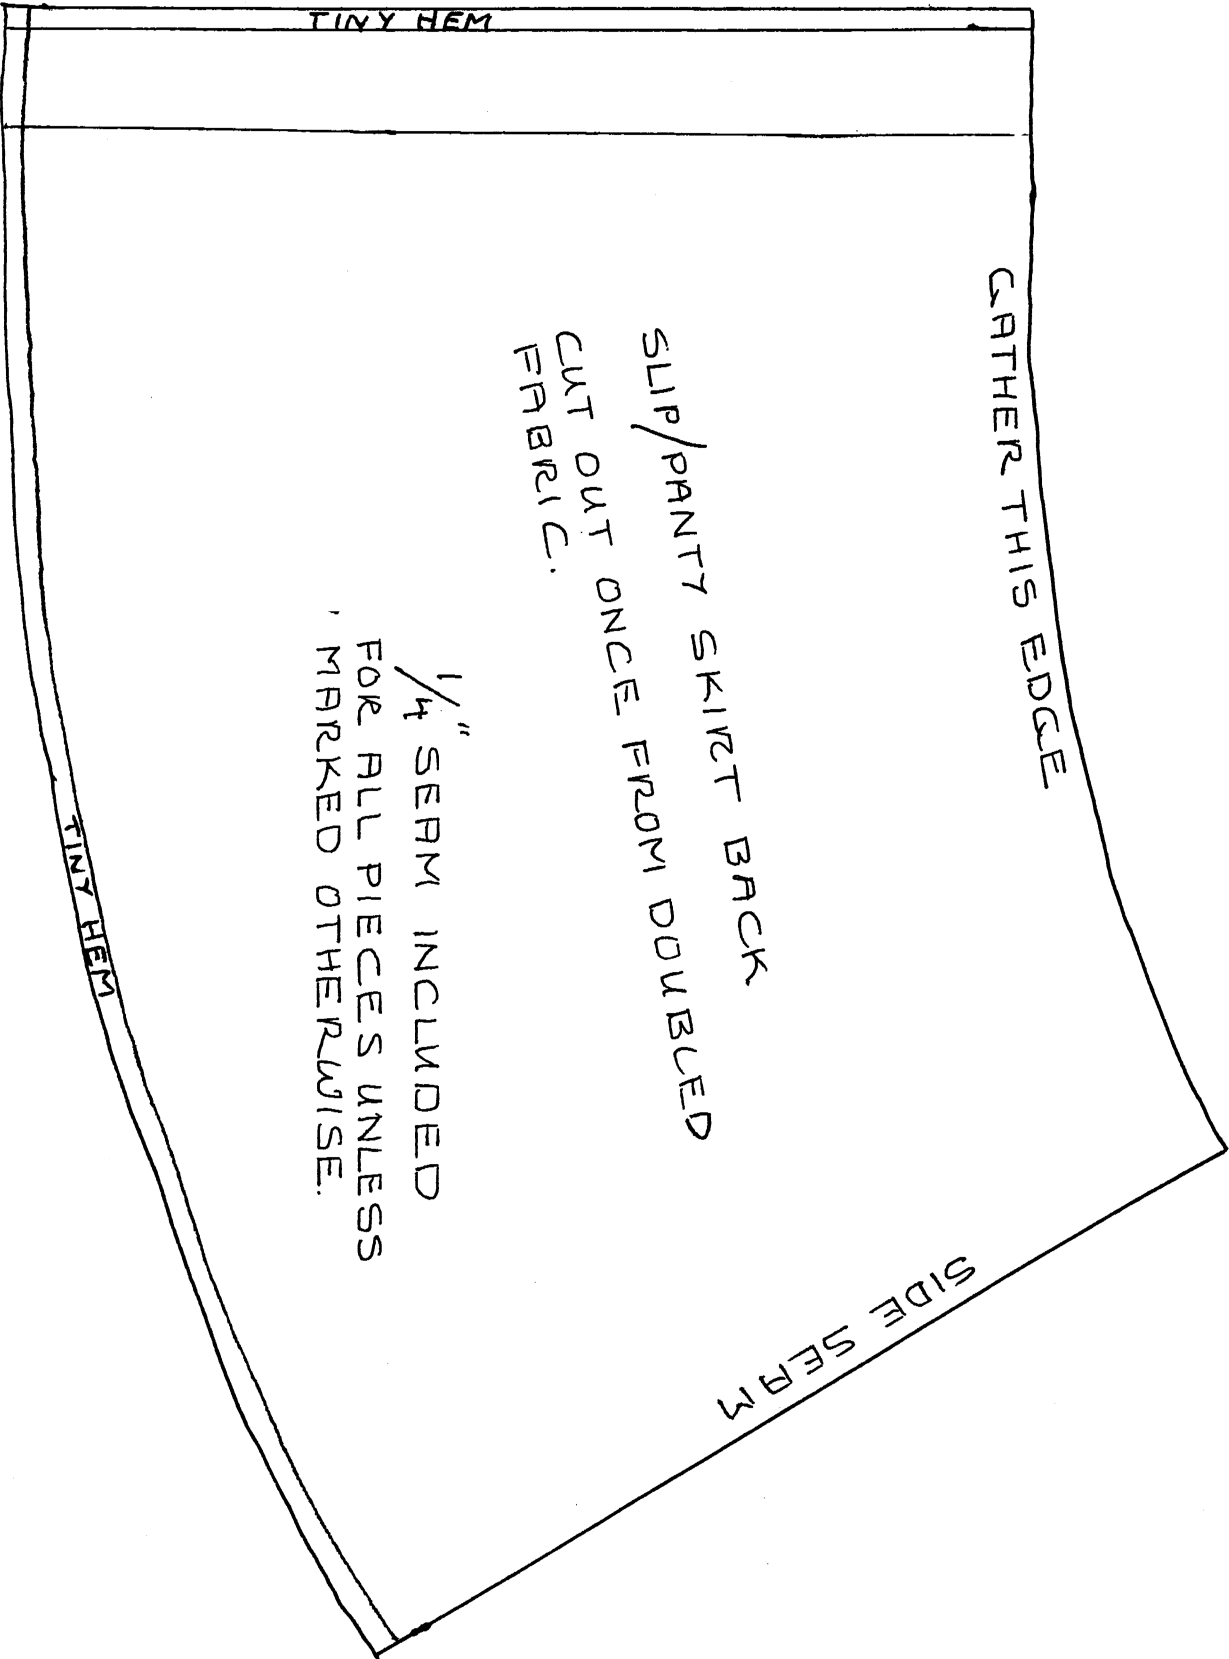 TINY HEM
GATHER THIS EDGE
SLIP/PANTY SKIRT BACK
CUT OUT ONCE FROM DOUBLED
FABRIC.
1/4" SEAM INCLUDED
FOR ALL PIECES UNLESS
MARKED OTHERWISE.
SIDE SEAM
TINY HEM